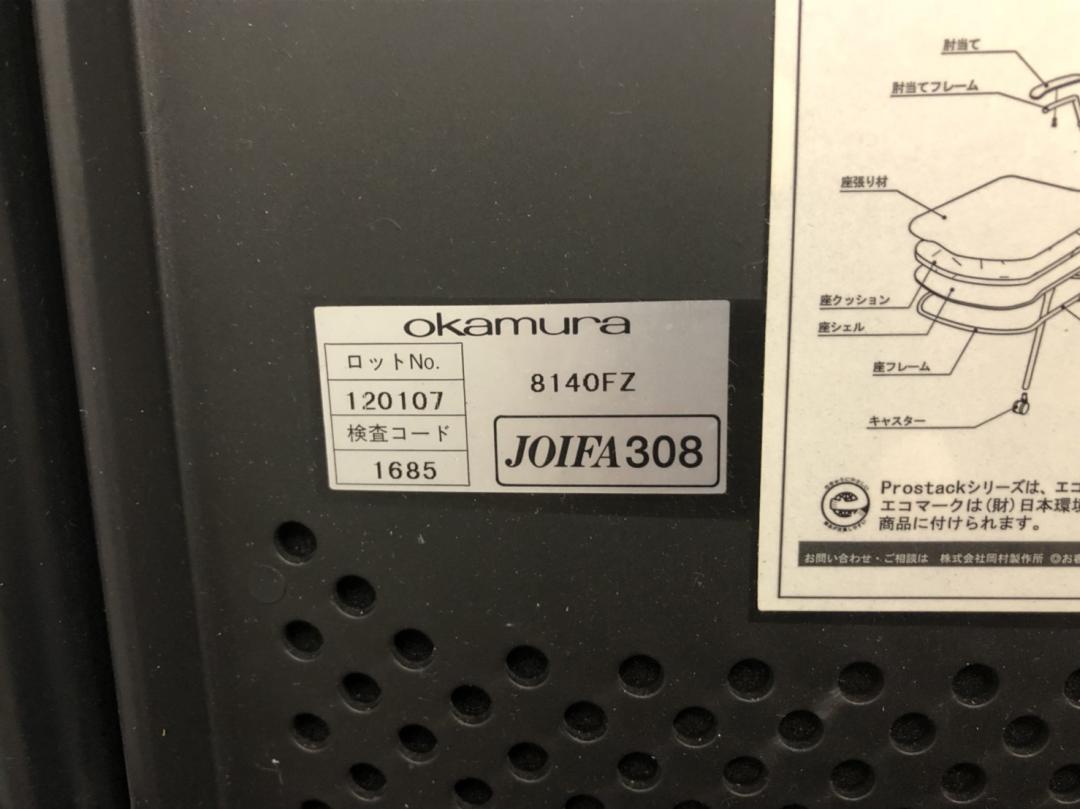 okamura
ロットNo.
120107
検査コード
1685
8140FZ
JOIFA308
肘当て
肘当てフレーム
座張り材
座クッション
座シェル
座フレーム
キャスター
Prostackシリーズは、エコ
エコマークは(財)日本環境
商品に付けられます。
お問い合わせ・ご相談は 株式会社岡村製作所 ◎お客